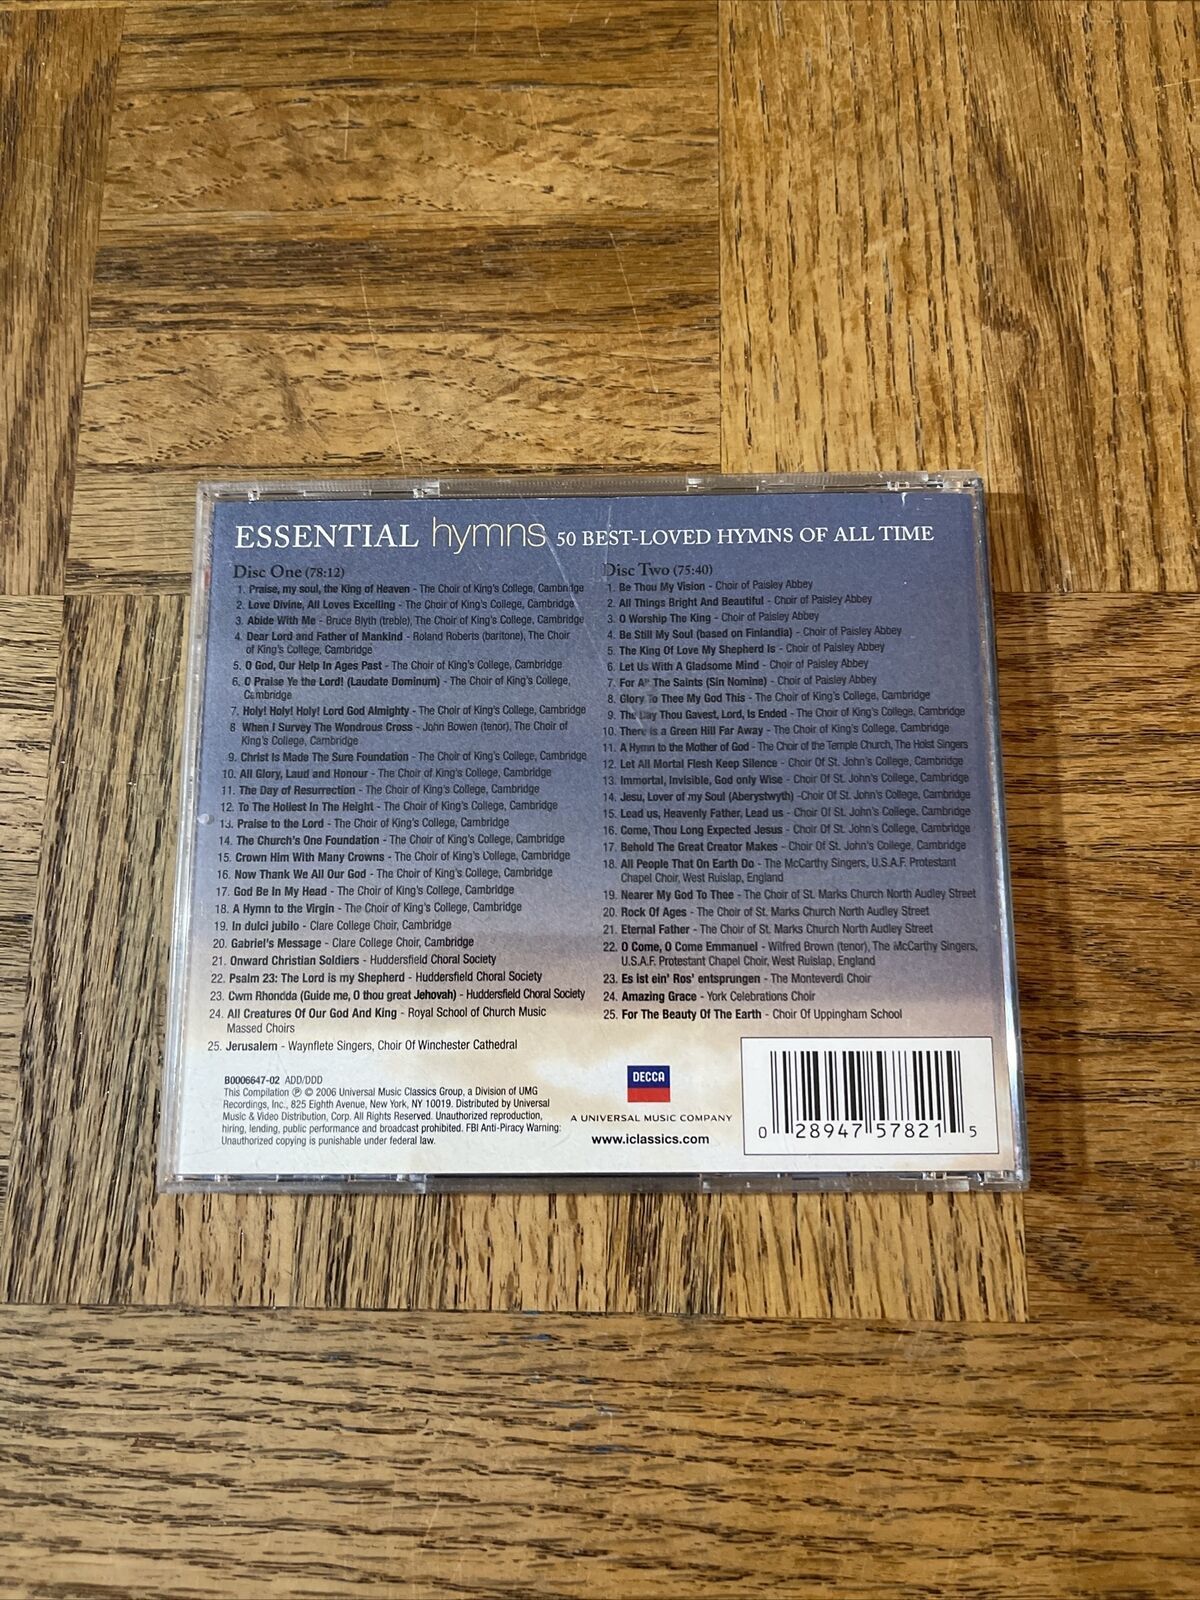 ESSENTIAL hymns 50 BEST-LOVED HYMNS OF ALL TIME
Disc One (78:12)
1. Praise, my soul, the King of Heaven - The Choir of King's College, Cambridge
2. Love Divine, All Loves Excelling - The Choir of King's College, Cambridge
3. Abide With Me - Bruce Blyth (treble), The Choir of King's College, Cambridge
4. Dear Lord and Father of Mankind - Roland Roberts (baritone), The Choir
of King's College, Cambridge
5. O God, Our Help In Ages Past - The Choir of King's College, Cambridge
6. O Praise Ye the Lord! (Laudate Dominum) - The Choir of King's College,
Cambridge
7. Holy! Holy! Holy! Lord God Almighty - The Choir of King's College, Cambridge
8 When I Survey The Wondrous Cross - John Bowen (tenor), The Choir of
King's College, Cambridge
9. Christ Is Made The Sure Foundation - The Choir of King's College, Cambridge
10. All Glory, Laud and Honour - The Choir of King's College, Cambridge
11. The Day of Resurrection - The Choir of King's College, Cambridge
12. To The Holiest In The Height - The Choir of King's College, Cambridge
13. Praise to the Lord - The Choir of King's College, Cambridge
14. The Church's One Foundation - The Choir of King's College, Cambridge
15. Crown Him With Many Crowns - The Choir of King's College, Cambridge
16. Now Thank We All Our God - The Choir of King's College, Cambridge
17. God Be In My Head - The Choir of King's College, Cambridge
18. A Hymn to the Virgin - The Choir of King's College, Cambridge
19. In dulci jubilo - Clare College Choir, Cambridge
20. Gabriel's Message - Clare College Choir, Cambridge
21. Onward Christian Soldiers - Huddersfield Choral Society
22. Psalm 23: The Lord is my Shepherd - Huddersfield Choral Society
23. Cwm Rhondda (Guide me, O thou great Jehovah) - Huddersfield Choral Society
24. All Creatures Of Our God And King - Royal School of Church Music
Massed Choirs
25. Jerusalem - Waynflete Singers, Choir Of Winchester Cathedral
Disc Two (75:40)
1. Be Thou My Vision - Choir of Paisley Abbey
2. All Things Bright And Beautiful - Choir of Paisley Abbey
3. O Worship The King - Choir of Paisley Abbey
4. Be Still My Soul (based on Finlandia) - Choir of Paisley Abbey
5. The King Of Love My Shepherd Is - Choir of Paisley Abbey
6. Let Us With A Gladsome Mind - Choir of Paisley Abbey
7. For All The Saints (Sin Nomine) - Choir of Paisley Abbey
8. Glory To Thee My God This - The Choir of King's College, Cambridge
9. The Day Thou Gavest, Lord, Is Ended - The Choir of King's College, Cambridge
10. There is a Green Hill Far Away - The Choir of King's College, Cambridge
11. A Hymn to the Mother of God - The Choir of the Temple Church, The Holst Singers
12. Let All Mortal Flesh Keep Silence - Choir Of St. John's College, Cambridge
13. Immortal, Invisible, God only Wise - Choir Of St. John's College, Cambridge
14. Jesu, Lover of my Soul (Aberystwyth) -Choir Of St. John's College, Cambridge
15. Lead us, Heavenly Father, Lead us - Choir Of St. John's College, Cambridge
16. Come, Thou Long Expected Jesus - Choir Of St. John's College, Cambridge
17. Behold The Great Creator Makes - Choir Of St. John's College, Cambridge
18. All People That On Earth Do - The McCarthy Singers, U.S.A.F. Protestant
Chapel Choir, West Ruislap, England
19. Nearer My God To Thee - The Choir of St. Marks Church North Audley Street
20. Rock Of Ages - The Choir of St. Marks Church North Audley Street
21. Eternal Father - The Choir of St. Marks Church North Audley Street
22. O Come, O Come Emmanuel - Wilfred Brown (tenor), The McCarthy Singers,
U.S.A.F. Protestant Chapel Choir, West Ruislap, England
23. Es ist ein' Ros' entsprungen - The Monteverdi Choir
24. Amazing Grace - York Celebrations Choir
25. For The Beauty Of The Earth - Choir Of Uppingham School
B0006647-02 ADD/DDD
This Compilation ℗ © 2006 Universal Music Classics Group, a Division of UMG
Recordings, Inc., 825 Eighth Avenue, New York, NY 10019. Distributed by Universal
Music & Video Distribution, Corp. All Rights Reserved. Unauthorized reproduction,
hiring, lending, public performance and broadcast prohibited. FBI Anti-Piracy Warning:
Unauthorized copying is punishable under federal law.
DECCA
A UNIVERSAL MUSIC COMPANY
www.iclassics.com
0 28947 57821 5